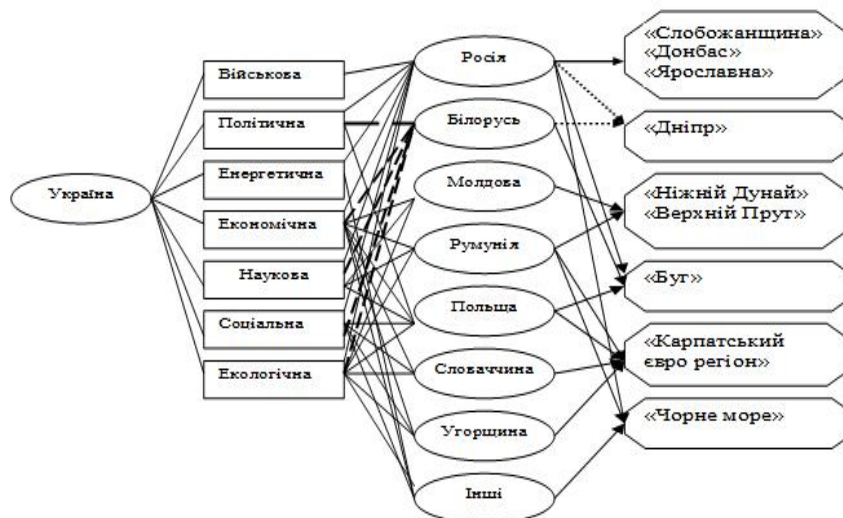 Україна
Військова
Політична
Енергетична
Економічна
Наукова
Соціальна
Екологічна
Росія
Білорусь
Молдова
Румунія
Польща
Словаччина
Угорщина
Інші
«Слобожанщина»
«Донбас»
«Ярославна»
«Дніпр»
«Ніжній Дунай»
«Верхній Прут»
«Буг»
«Карпатський
євро регіон»
«Чорне море»